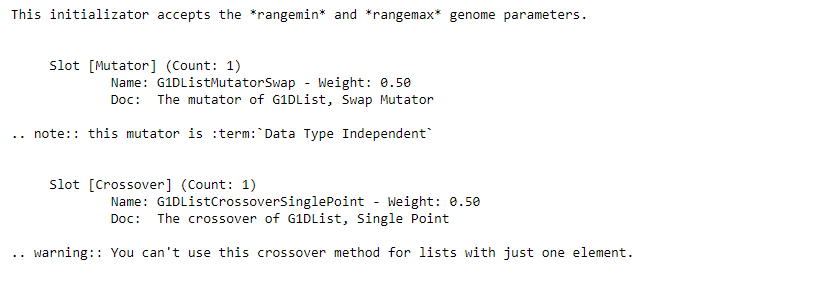 This initializator accepts the *rangemin* and *rangemax* genome parameters.
Slot [Mutator] (Count: 1)
Name: G1DListMutatorSwap - Weight: 0.50
Doc:  The mutator of G1DList, Swap Mutator
.. note:: this mutator is :term:`Data Type Independent`
Slot [Crossover] (Count: 1)
Name: G1DListCrossoverSinglePoint - Weight: 0.50
Doc:  The crossover of G1DList, Single Point
.. warning:: You can't use this crossover method for lists with just one element.